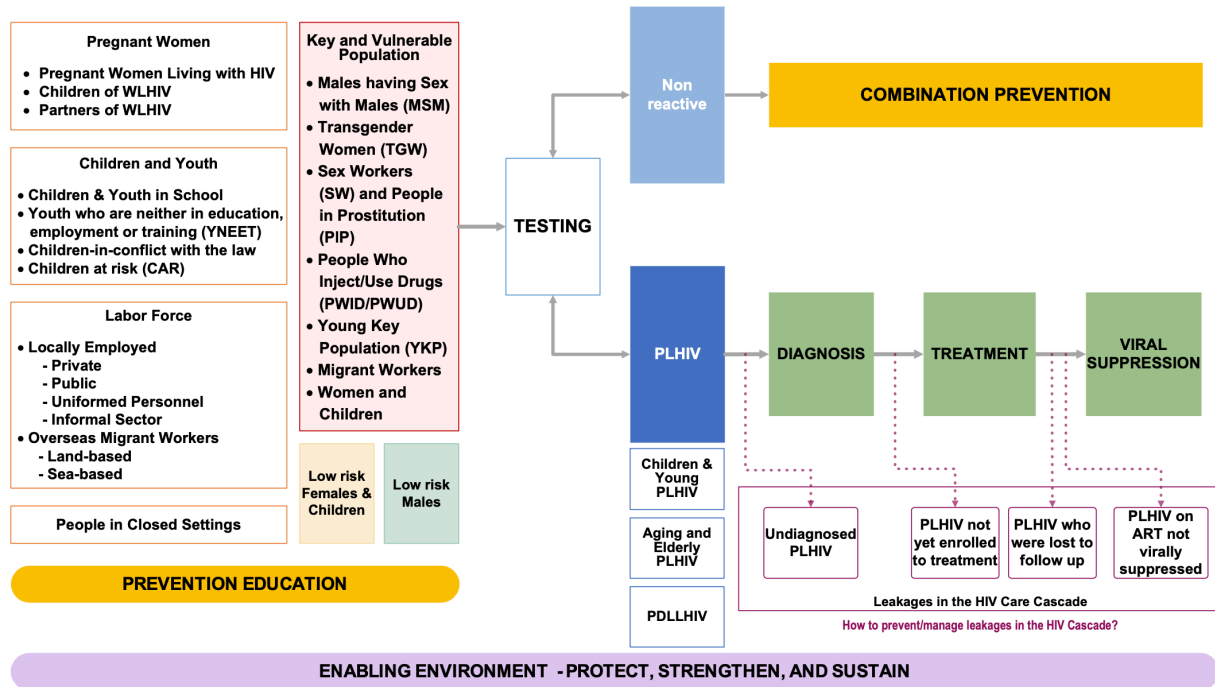 Pregnant Women
• Pregnant Women Living with HIV
• Children of WLHIV
• Partners of WLHIV
Children and Youth
• Children & Youth in School
• Youth who are neither in education,
employment or training (YNEET)
• Children-in-conflict with the law
• Children at risk (CAR)
Labor Force
• Locally Employed
- Private
- Public
- Uniformed Personnel
- Informal Sector
• Overseas Migrant Workers
- Land-based
- Sea-based
People in Closed Settings
Key and Vulnerable
Population
• Males having Sex
with Males (MSM)
• Transgender
Women (TGW)
• Sex Workers
(SW) and People
in Prostitution
(PIP)
• People Who
Inject/Use Drugs
(PWID/PWUD)
• Young Key
Population (YKP)
• Migrant Workers
• Women and
Children
Low risk
Females &
Children
Low risk
Males
PREVENTION EDUCATION
TESTING
Non
reactive
COMBINATION PREVENTION
PLHIV
DIAGNOSIS
TREATMENT
VIRAL
SUPPRESSION
Children &
Young
PLHIV
Aging and
Elderly
PLHIV
PDLLHIV
Undiagnosed
PLHIV
PLHIV not
yet enrolled
to treatment
PLHIV who
were lost to
follow up
PLHIV on
ART not
virally
suppressed
Leakages in the HIV Care Cascade
How to prevent/manage leakages in the HIV Cascade?
ENABLING ENVIRONMENT - PROTECT, STRENGTHEN, AND SUSTAIN